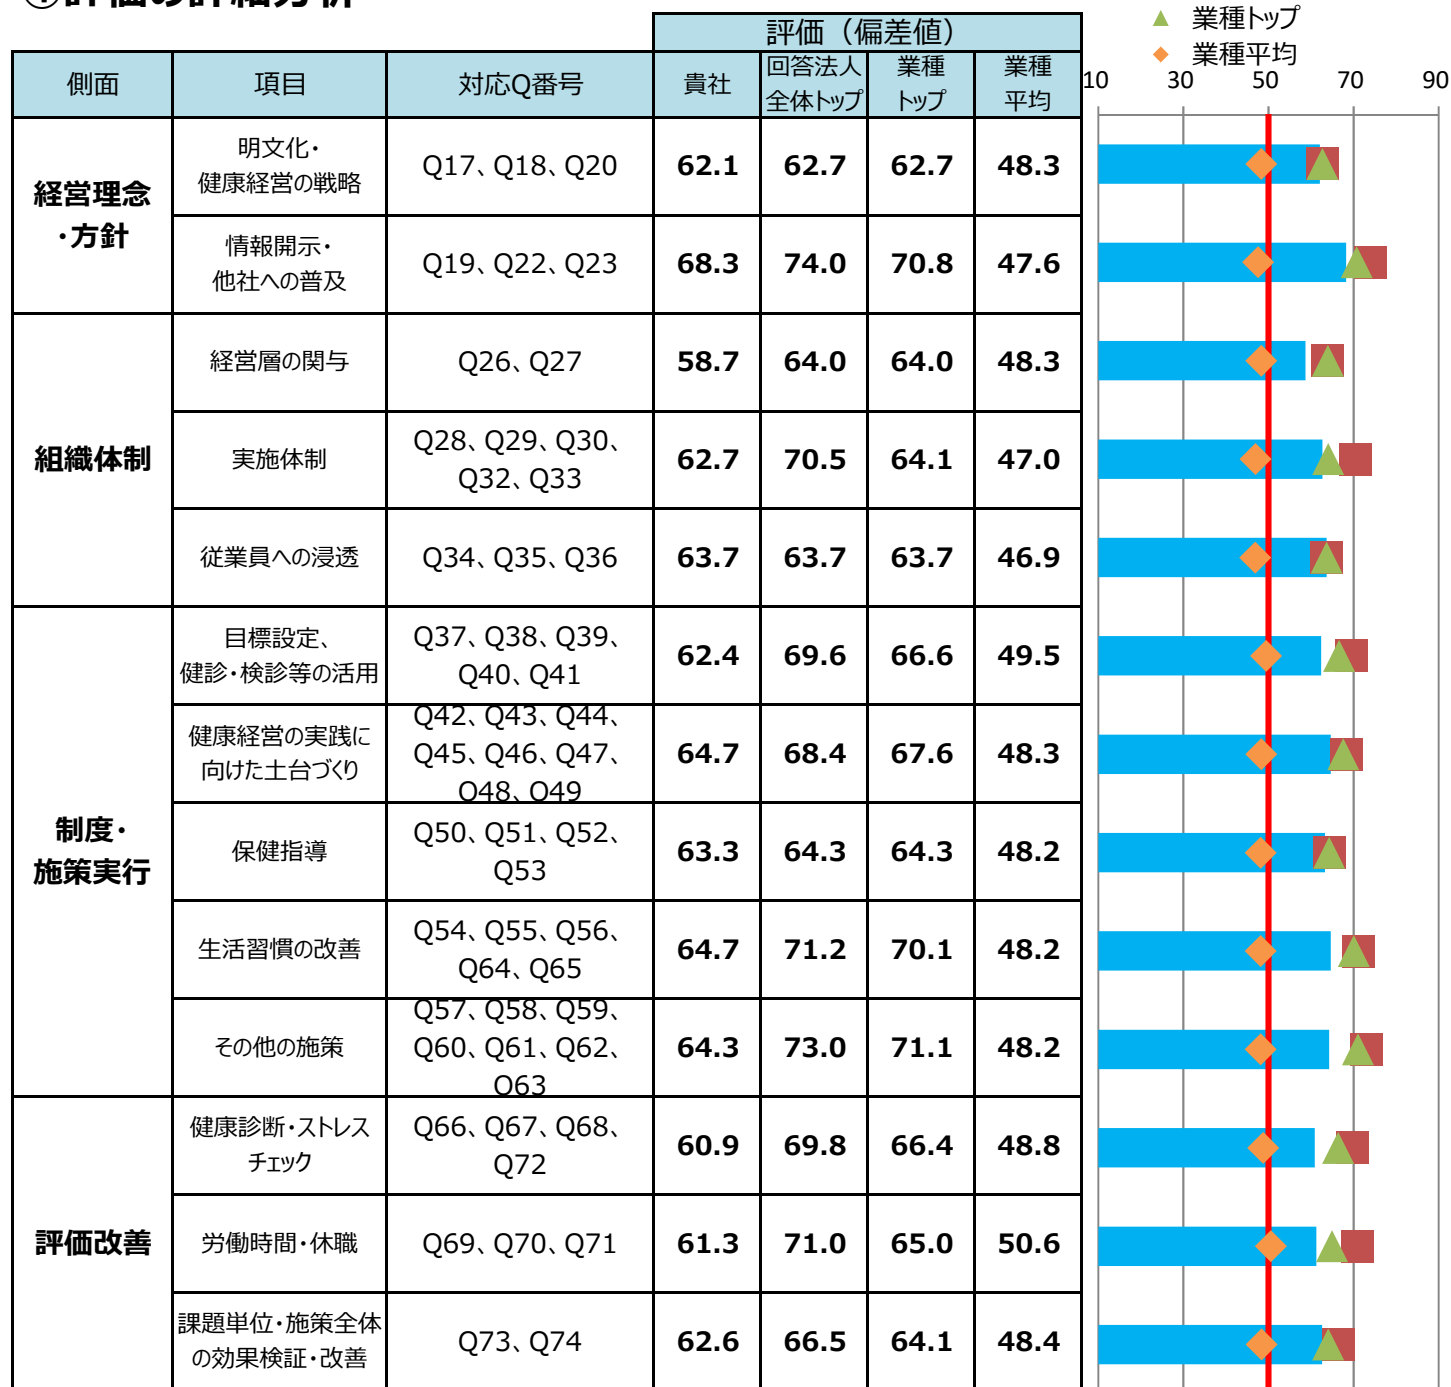 ①評価の詳細分析
▲ 業種トップ
◆ 業種平均
評価（偏差値）
側面 項目 対応Q番号 貴社 回答法人全体トップ 業種トップ 業種平均
10 30 50 70 90
経営理念・方針
明文化・健康経営の戦略 Q17、Q18、Q20 62.1 62.7 62.7 48.3
情報開示・他社への普及 Q19、Q22、Q23 68.3 74.0 70.8 47.6
組織体制
経営層の関与 Q26、Q27 58.7 64.0 64.0 48.3
実施体制 Q28、Q29、Q30、Q32、Q33 62.7 70.5 64.1 47.0
従業員への浸透 Q34、Q35、Q36 63.7 63.7 63.7 46.9
制度・施策実行
目標設定、健診・検診等の活用 Q37、Q38、Q39、Q40、Q41 62.4 69.6 66.6 49.5
健康経営の実践に向けた土台づくり Q42、Q43、Q44、Q45、Q46、Q47、Q48、Q49 64.7 68.4 67.6 48.3
保健指導 Q50、Q51、Q52、Q53 63.3 64.3 64.3 48.2
生活習慣の改善 Q54、Q55、Q56、Q64、Q65 64.7 71.2 70.1 48.2
その他の施策 Q57、Q58、Q59、Q60、Q61、Q62、Q63 64.3 73.0 71.1 48.2
評価改善
健康診断・ストレスチェック Q66、Q67、Q68、Q72 60.9 69.8 66.4 48.8
労働時間・休職 Q69、Q70、Q71 61.3 71.0 65.0 50.6
課題単位・施策全体の効果検証・改善 Q73、Q74 62.6 66.5 64.1 48.4